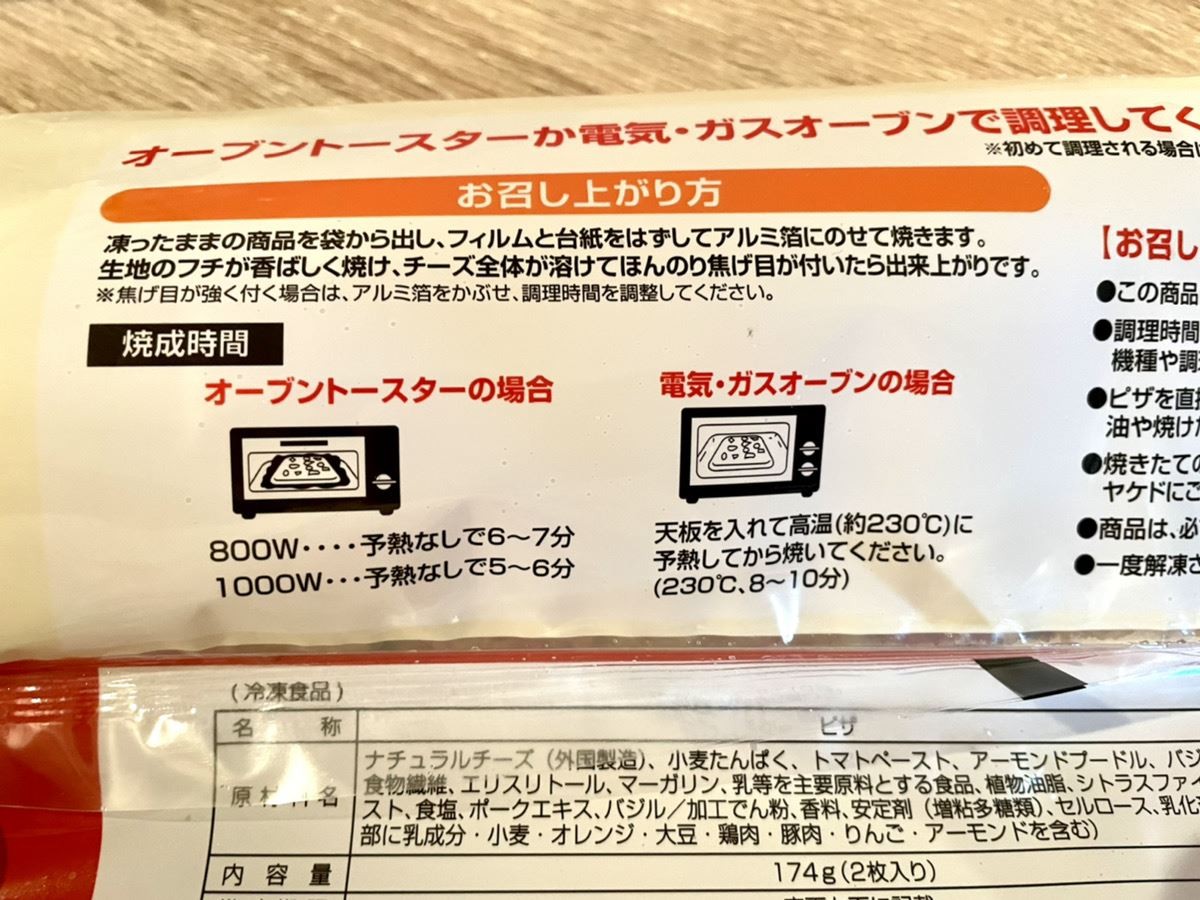 オーブントースターか電気・ガスオーブンで調理してく
※初めて調理される場合は
お召し上がり方
凍ったままの商品を袋から出し、フィルムと台紙をはずしてアルミ箔にのせて焼きます。
生地のフチが香ばしく焼け、チーズ全体が溶けてほんのり焦げ目が付いたら出来上がりです。
※焦げ目が強く付く場合は、アルミ箔をかぶせ、調理時間を調整してください。
焼成時間
オーブントースターの場合
800W････予熱なしで6〜7分
1000W･･･予熱なしで5〜6分
電気・ガスオーブンの場合
天板を入れて高温(約230℃)に
予熱してから焼いてください。
(230℃、8〜10分)
【お召し
●この商品
●調理時間
機種や調
●ピザを直
油や焼け
●焼きたての
ヤケドにご
●商品は、必
●一度解凍さ
(冷凍食品)
名 称 ピザ
原材料名 ナチュラルチーズ（外国製造）、小麦たんぱく、トマトペースト、アーモンドプードル、バジ
食物繊維、エリスリトール、マーガリン、乳等を主要原料とする食品、植物油脂、シトラスファイ
スト、食塩、ポークエキス、バジル／加工でん粉、香料、安定剤（増粘多糖類）、セルロース、乳化
部に乳成分・小麦・オレンジ・大豆・鶏肉・豚肉・りんご・アーモンドを含む）
内容量 174g(2枚入り)